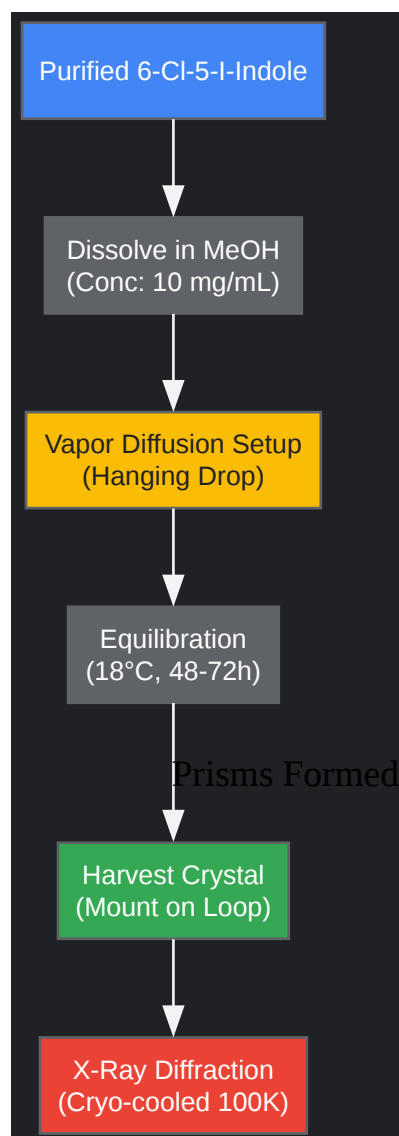 Purified 6-Cl-5-I-Indole
Dissolve in MeOH
(Conc: 10 mg/mL)
Vapor Diffusion Setup
(Hanging Drop)
Equilibration
(18°C, 48-72h)
Prisms Formed
Harvest Crystal
(Mount on Loop)
X-Ray Diffraction
(Cryo-cooled 100K)